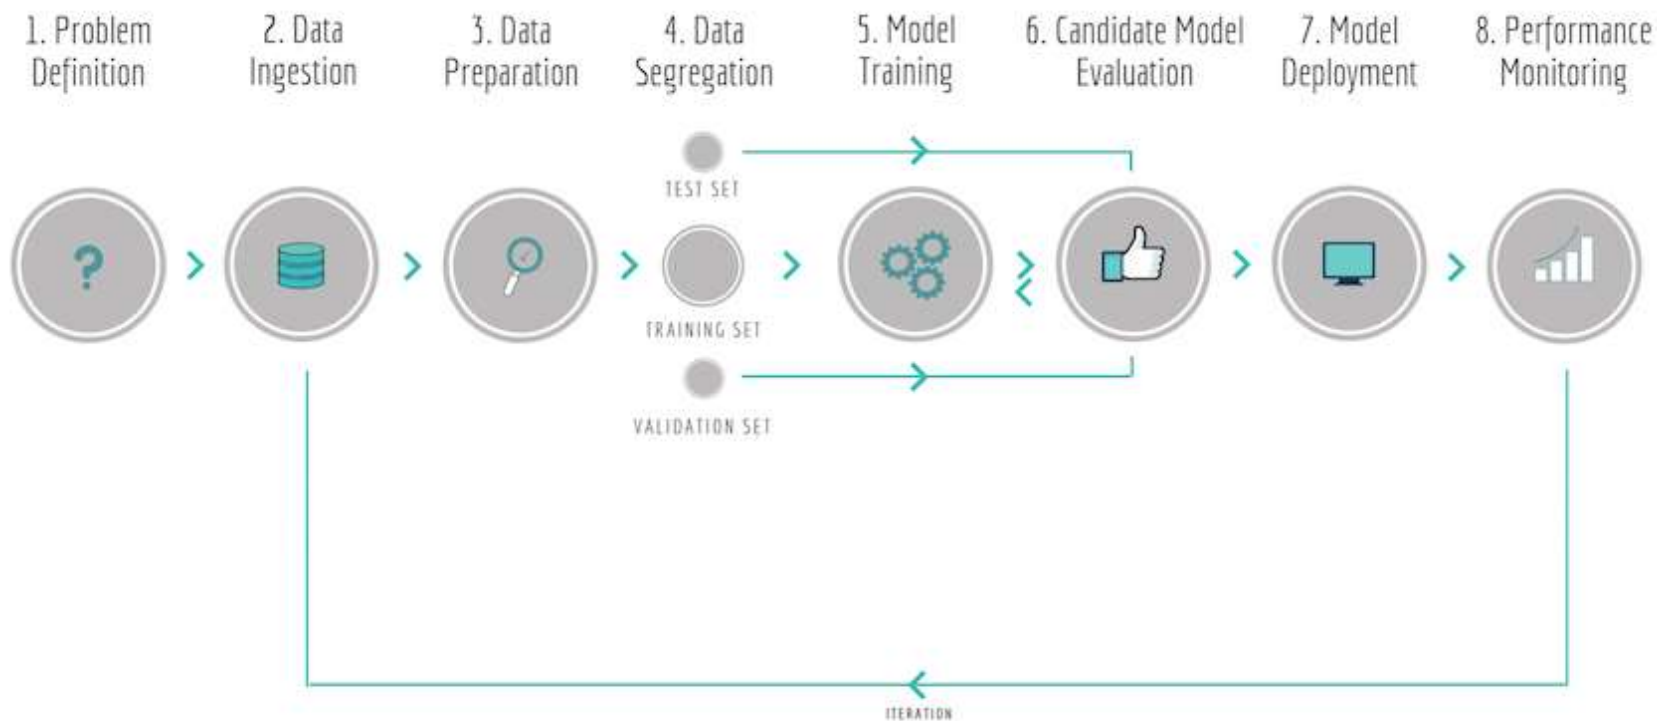 1. Problem
Definition
2. Data
Ingestion
3. Data
Preparation
4. Data
Segregation
5. Model
Training
6. Candidate Model
Evaluation
7. Model
Deployment
8. Performance
Monitoring
TEST SET
TRAINING SET
VALIDATION SET
ITERATION